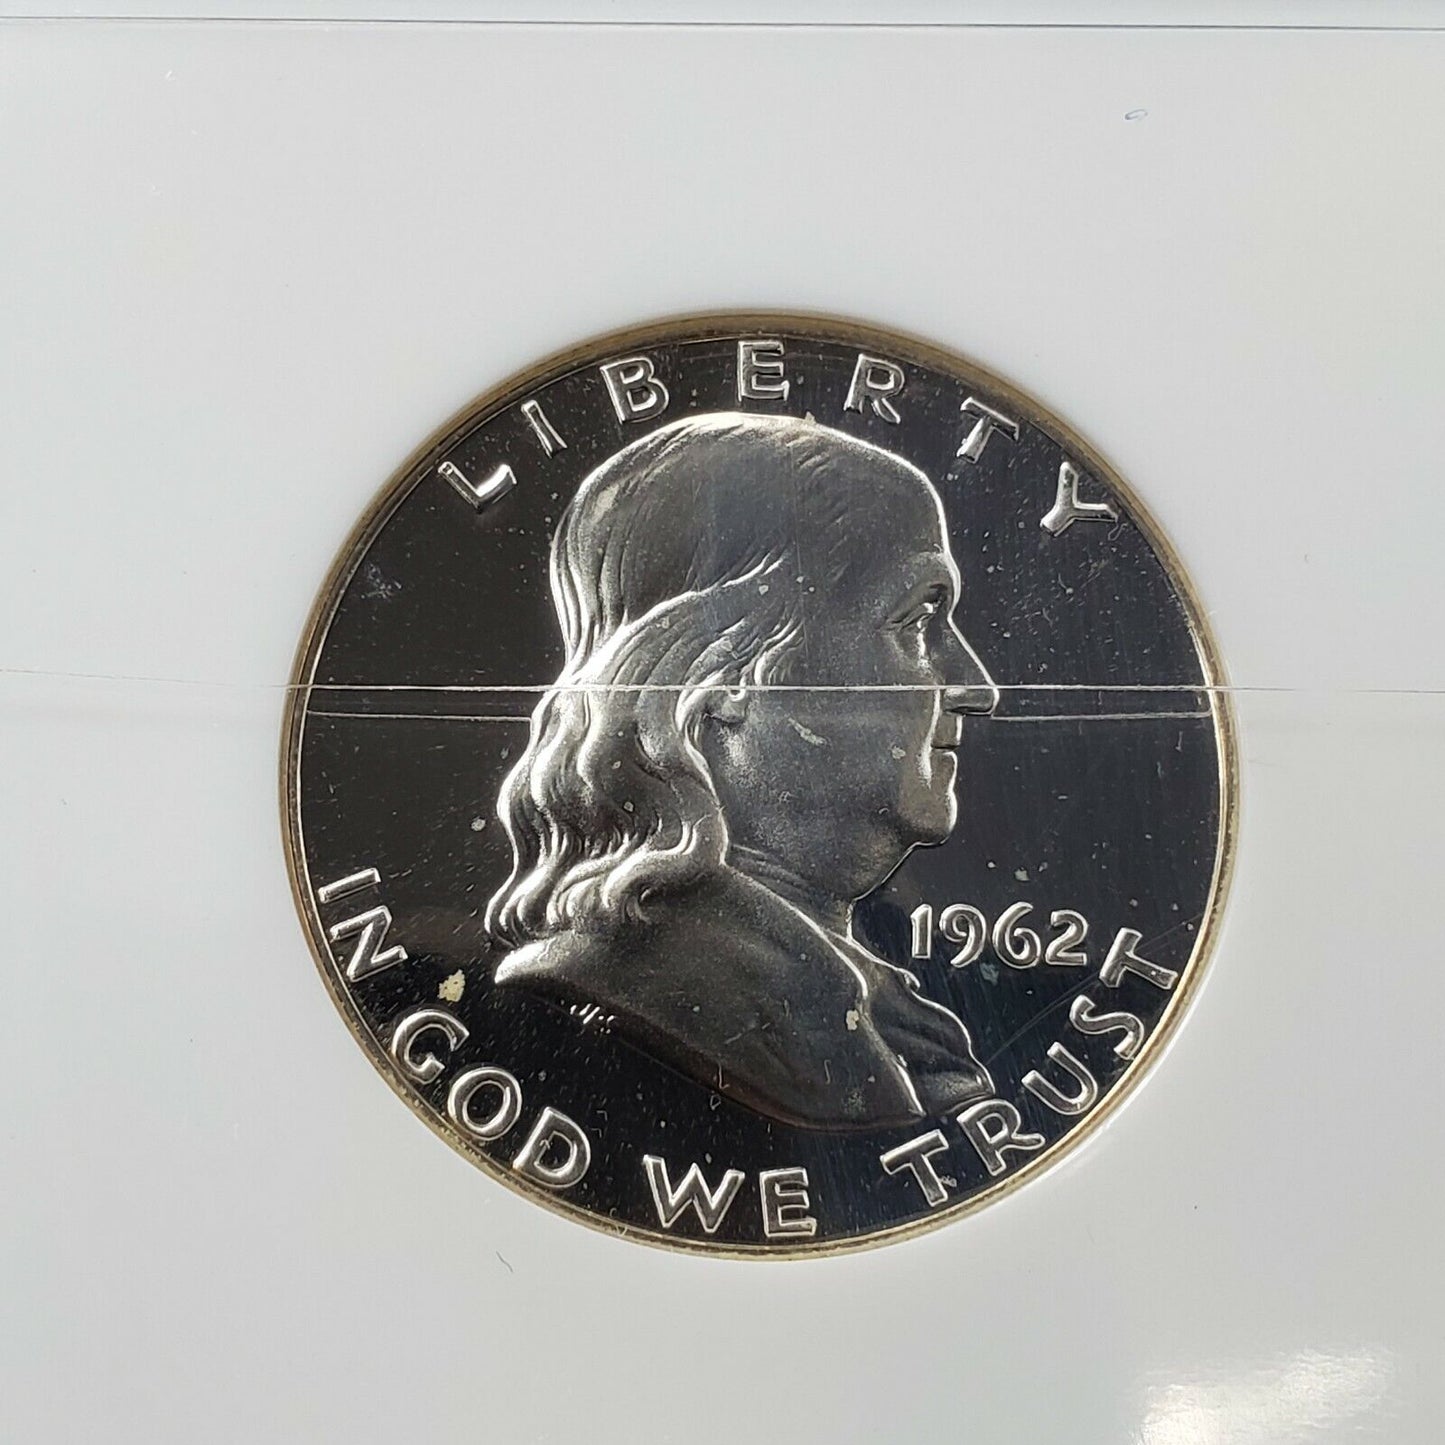 LIBERTY
1962
IN GOD WE TRUST